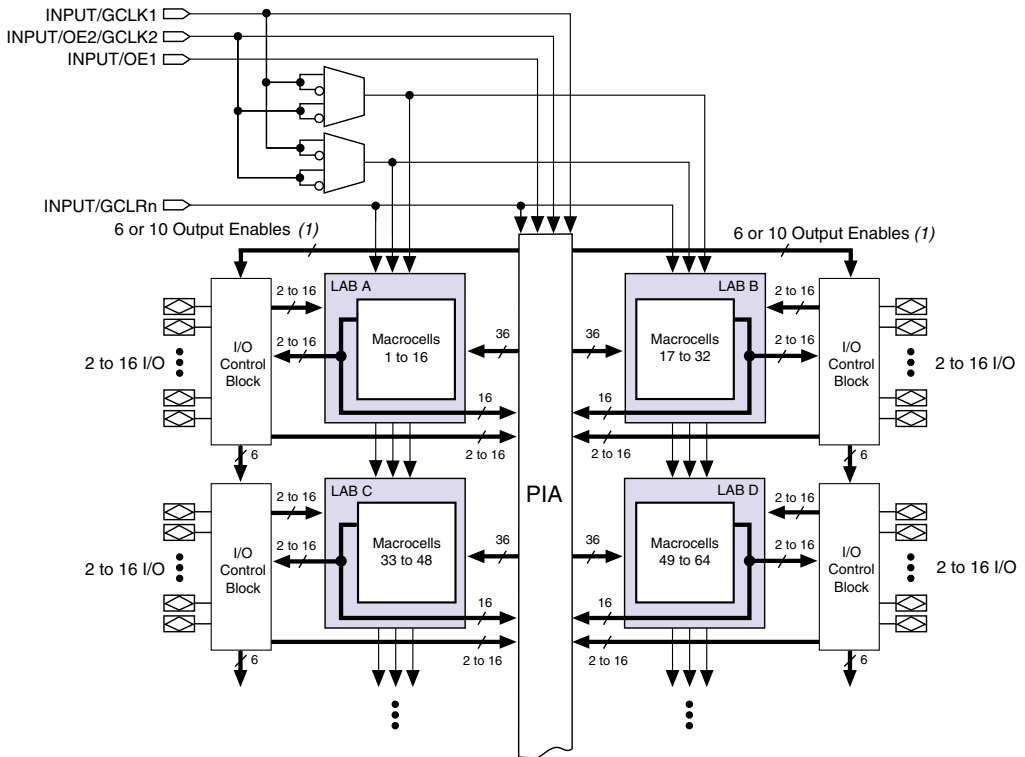 INPUT/GCLK1
INPUT/OE2/GCLK2
INPUT/OE1
INPUT/GCLRn
6 or 10 Output Enables (1)
6 or 10 Output Enables (1)
LAB A
LAB B
2 to 16
2 to 16
2 to 16 I/O
I/O
Control
Block
2 to 16
Macrocells
1 to 16
36
36
Macrocells
17 to 32
2 to 16
I/O
Control
Block
2 to 16 I/O
16
16
2 to 16
2 to 16
6
6
PIA
LAB C
LAB D
2 to 16
2 to 16
2 to 16 I/O
I/O
Control
Block
2 to 16
Macrocells
33 to 48
36
36
Macrocells
49 to 64
2 to 16
I/O
Control
Block
2 to 16 I/O
16
16
2 to 16
2 to 16
6
6